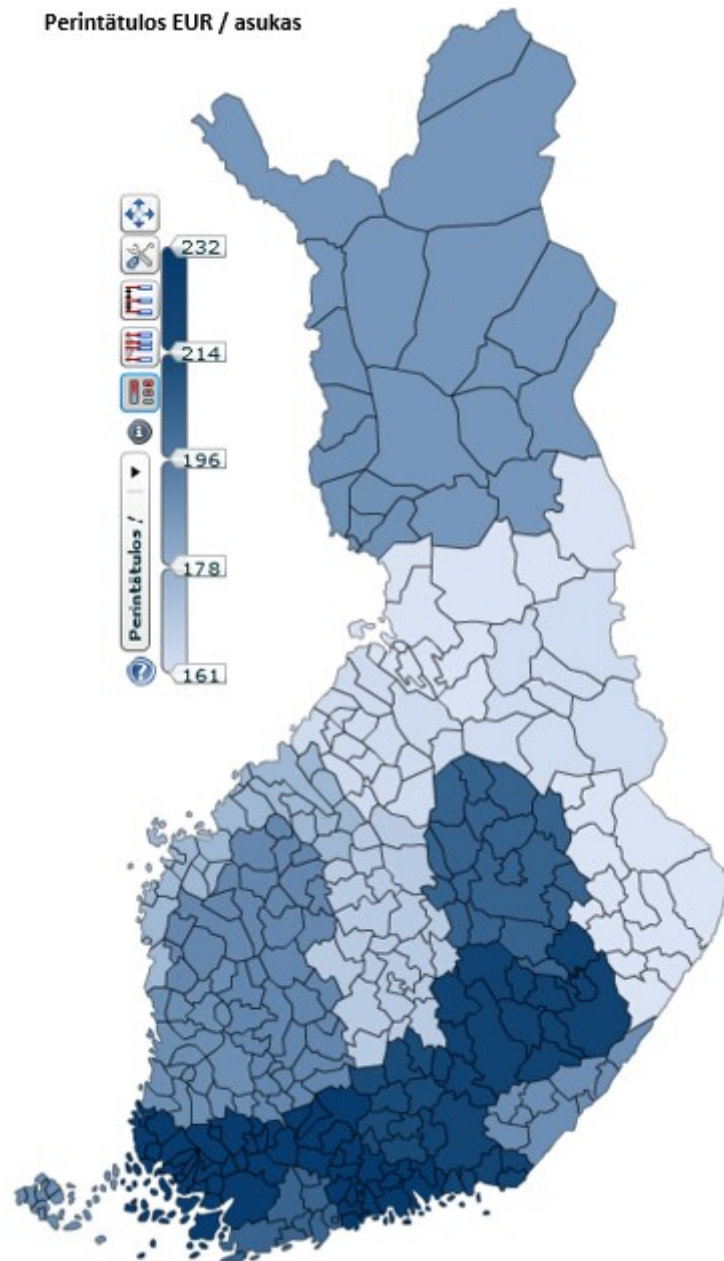 Perintätulos EUR / asukas
232
214
196
178
161
Perintätulos /
i
?